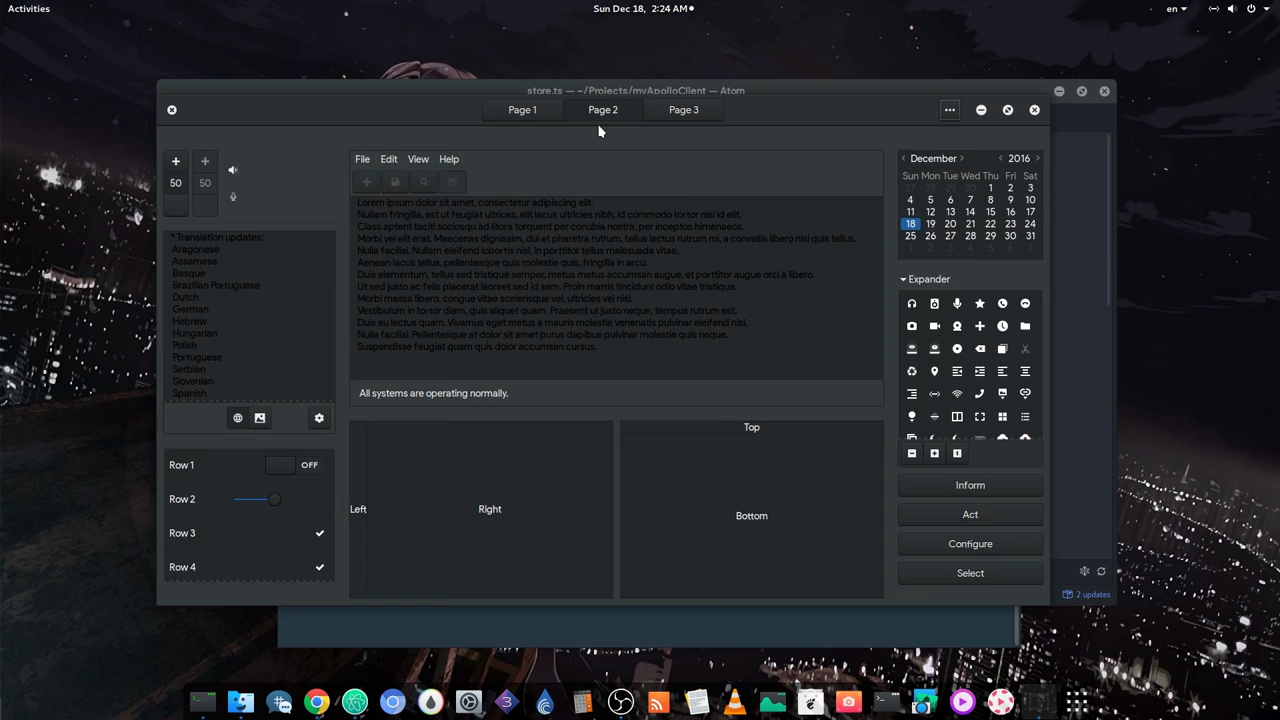 Activities
Sun Dec 18, 2:24 AM
en
store.ts — ~/Projects/myApolloClient — Atom
Page 1
Page 2
Page 3
50
50
* Translation updates:
Aragonese
Assamese
Basque
Brazilian Portuguese
Dutch
German
Hebrew
Hungarian
Polish
Portuguese
Serbian
Slovenian
Spanish
Row 1
OFF
Row 2
Row 3
Row 4
File Edit View Help
Lorem ipsum dolor sit amet, consectetur adipiscing elit.
Nullam fringilla, est ut feugiat ultrices, elit lacus ultricies nibh, id commodo tortor nisi id elit.
Class aptent taciti sociosqu ad litora torquent per conubia nostra, per inceptos himenaeos.
Morbi vel elit erat. Maecenas dignissim, dui et pharetra rutrum, tellus lectus rutrum mi, a convallis libero nisi quis tellus.
Nulla facilisi. Nullam eleifend lobortis nisl, in porttitor tellus malesuada vitae.
Aenean lacus tellus, pellentesque quis molestie quis, fringilla in arcu.
Duis elementum, tellus sed tristique semper, metus metus accumsan augue, et porttitor augue orci a libero.
Ut sed justo ac felis placerat laoreet sed id sem. Proin mattis tincidunt odio vitae tristique.
Morbi massa libero, congue vitae scelerisque vel, ultricies vel nisl.
Vestibulum in tortor diam, quis aliquet quam. Praesent ut justo neque, tempus rutrum est.
Duis eu lectus quam. Vivamus eget metus a mauris molestie venenatis pulvinar eleifend nisi.
Nulla facilisi. Pellentesque at dolor sit amet purus dapibus pulvinar molestie quis neque.
Suspendisse feugiat quam quis dolor accumsan cursus.
All systems are operating normally.
Left
Right
Top
Bottom
December 2016
Sun Mon Tue Wed Thu Fri Sat
27 28 29 30 1 2 3
4 5 6 7 8 9 10
11 12 13 14 15 16 17
18 19 20 21 22 23 24
25 26 27 28 29 30 31
Expander
Inform
Act
Configure
Select
2 updates